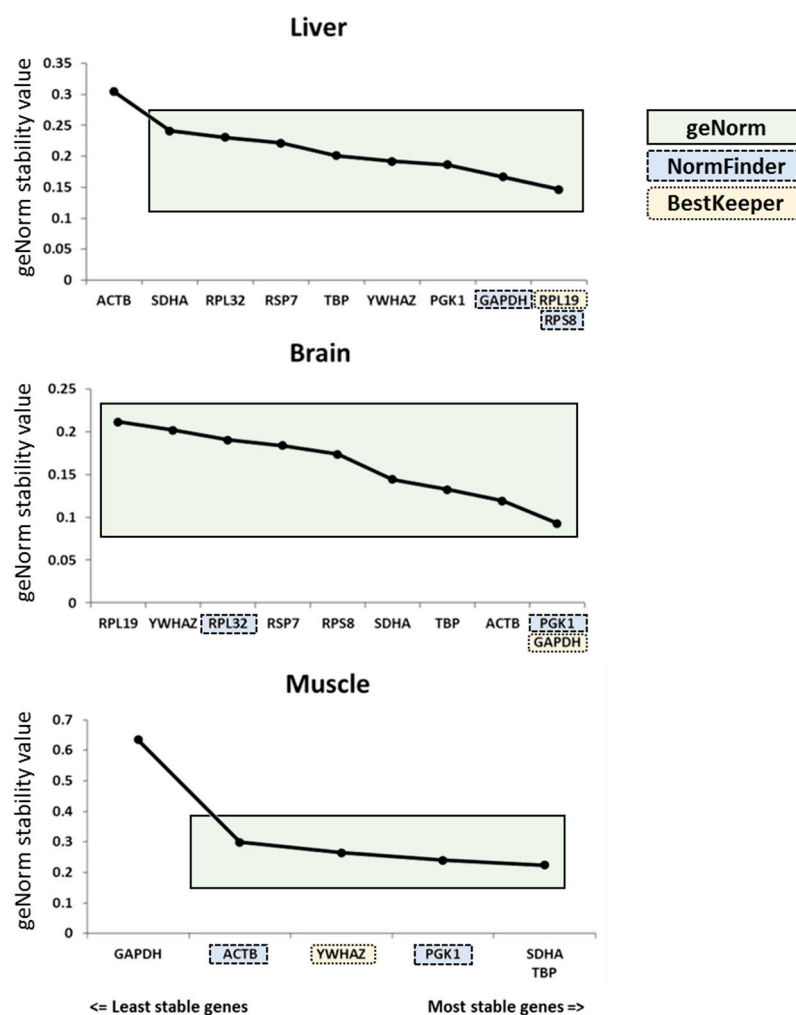 Liver
geNorm stability value
0.35
0.3
0.25
0.2
0.15
0.1
0.05
0
ACTB SDHA RPL32 RSP7 TBP YWHAZ PGK1 GAPDH RPL19
RPS8
geNorm
NormFinder
BestKeeper
Brain
geNorm stability value
0.25
0.2
0.15
0.1
0.05
0
RPL19 YWHAZ RPL32 RSP7 RPS8 SDHA TBP ACTB PGK1
GAPDH
Muscle
geNorm stability value
0.7
0.6
0.5
0.4
0.3
0.2
0.1
0
GAPDH ACTB YWHAZ PGK1 SDHA
TBP
<= Least stable genes Most stable genes =>